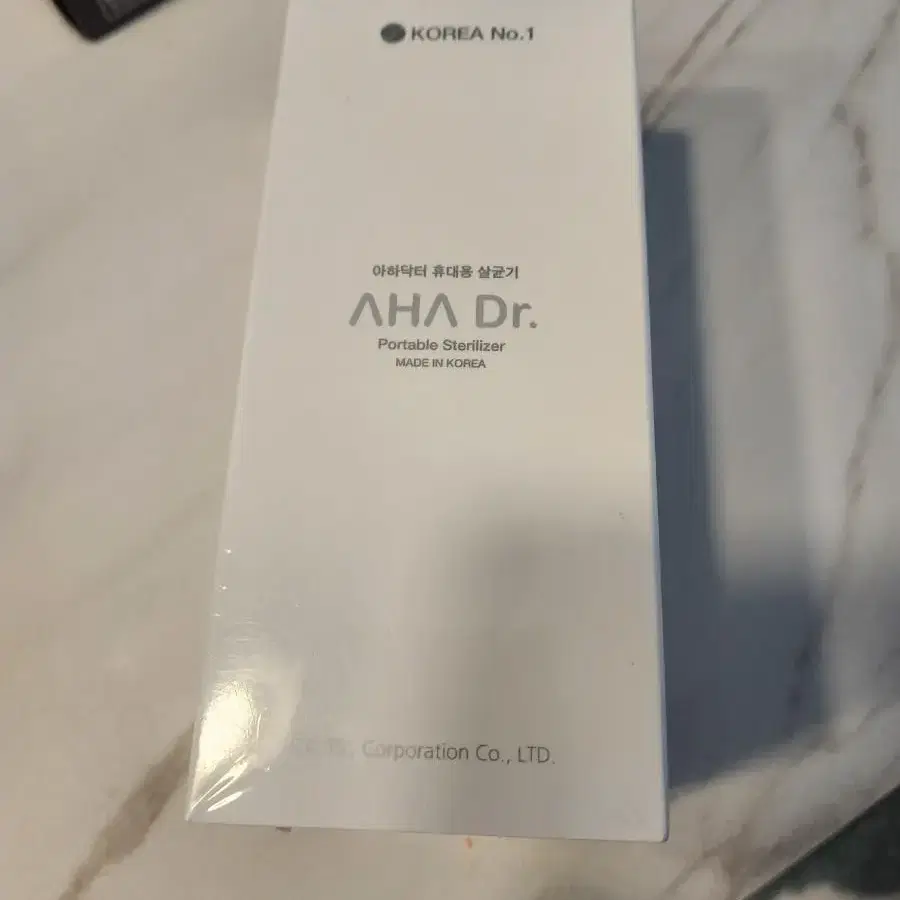 KOREA No.1
아하닥터 휴대용 살균기
AHA Dr.
Portable Sterilizer
MADE IN KOREA
Corporation Co., LTD.